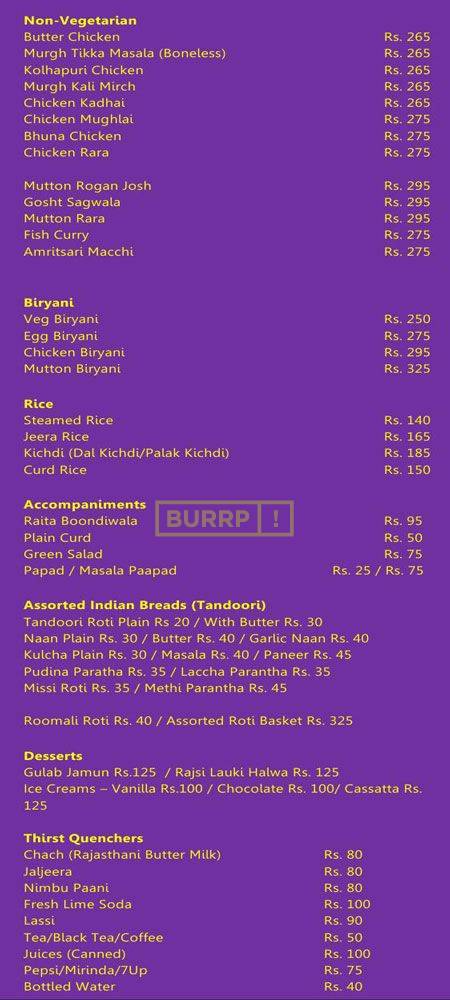 Non-Vegetarian
Butter Chicken Rs. 265
Murgh Tikka Masala (Boneless) Rs. 265
Kolhapuri Chicken Rs. 265
Murgh Kali Mirch Rs. 265
Chicken Kadhai Rs. 265
Chicken Mughlai Rs. 275
Bhuna Chicken Rs. 275
Chicken Rara Rs. 275
Mutton Rogan Josh Rs. 295
Gosht Sagwala Rs. 295
Mutton Rara Rs. 295
Fish Curry Rs. 275
Amritsari Macchi Rs. 275
Biryani
Veg Biryani Rs. 250
Egg Biryani Rs. 275
Chicken Biryani Rs. 295
Mutton Biryani Rs. 325
Rice
Steamed Rice Rs. 140
Jeera Rice Rs. 165
Kichdi (Dal Kichdi/Palak Kichdi) Rs. 185
Curd Rice Rs. 150
Accompaniments
Raita Boondiwala Rs. 95
BURRP !
Plain Curd Rs. 50
Green Salad Rs. 75
Papad / Masala Paapad Rs. 25 / Rs. 75
Assorted Indian Breads (Tandoori)
Tandoori Roti Plain Rs 20 / With Butter Rs. 30
Naan Plain Rs. 30 / Butter Rs. 40 / Garlic Naan Rs. 40
Kulcha Plain Rs. 30 / Masala Rs. 40 / Paneer Rs. 45
Pudina Paratha Rs. 35 / Laccha Parantha Rs. 35
Missi Roti Rs. 35 / Methi Parantha Rs. 45
Roomali Roti Rs. 40 / Assorted Roti Basket Rs. 325
Desserts
Gulab Jamun Rs.125 / Rajsi Lauki Halwa Rs. 125
Ice Creams – Vanilla Rs.100 / Chocolate Rs. 100/ Cassatta Rs.
125
Thirst Quenchers
Chach (Rajasthani Butter Milk) Rs. 80
Jaljeera Rs. 80
Nimbu Paani Rs. 80
Fresh Lime Soda Rs. 100
Lassi Rs. 90
Tea/Black Tea/Coffee Rs. 50
Juices (Canned) Rs. 100
Pepsi/Mirinda/7Up Rs. 75
Bottled Water Rs. 40